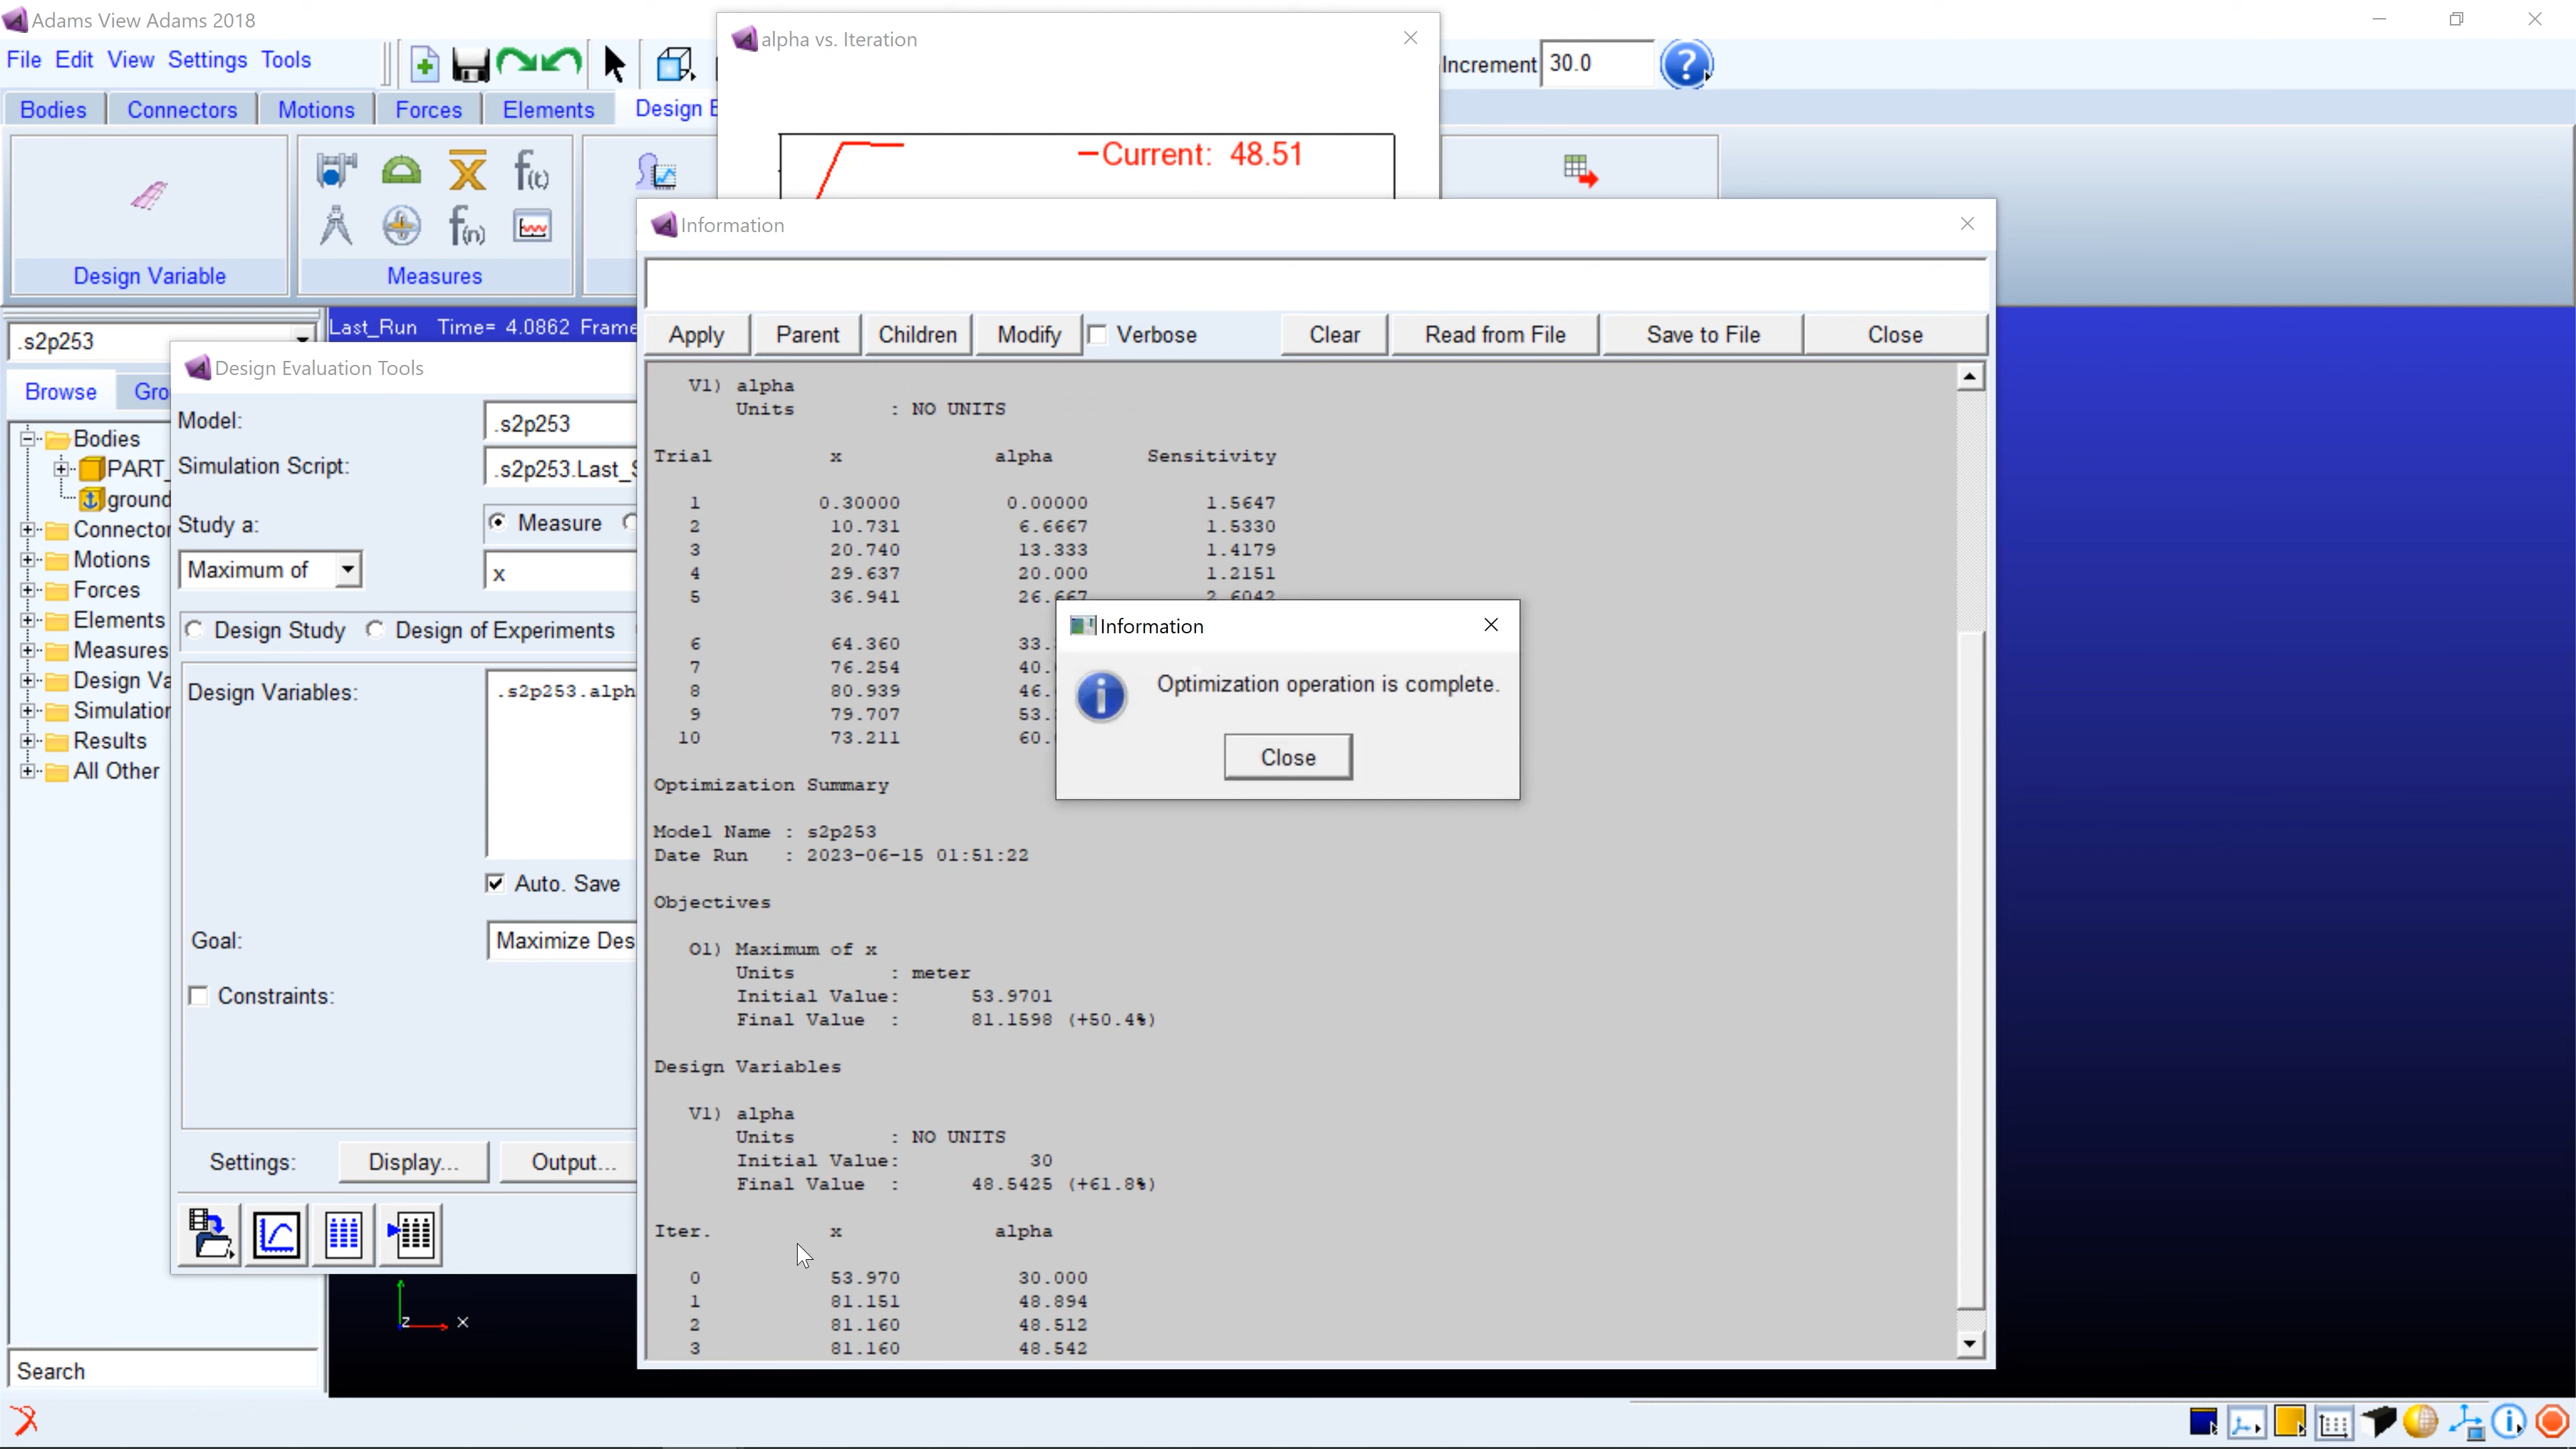 Adams View Adams 2018
File Edit View Settings Tools
Increment 30.0
Bodies Connectors Motions Forces Elements Design E
Design Variable
Measures
alpha vs. Iteration
Current: 48.51
.s2p253
Last_Run Time= 4.0862 Frame
Browse Gro
Bodies
PART_
ground
Connector
Motions
Forces
Elements
Measures
Design Va
Simulation
Results
All Other
Search
Design Evaluation Tools
Model: .s2p253
Simulation Script: .s2p253.Last_S
Study a: Measure
Maximum of x
Design Study Design of Experiments
Design Variables: .s2p253.alph
Auto. Save
Goal: Maximize Des
Constraints:
Settings: Display... Output...
z x
Information
Apply Parent Children Modify Verbose Clear Read from File Save to File Close
V1) alpha
Units : NO UNITS
Trial x alpha Sensitivity
1 0.30000 0.00000 1.5647
2 10.731 6.6667 1.5330
3 20.740 13.333 1.4179
4 29.637 20.000 1.2151
5 36.941 26.667 2.6042
6 64.360 33.
7 76.254 40.
8 80.939 46.
9 79.707 53.
10 73.211 60.
Optimization Summary
Model Name : s2p253
Date Run : 2023-06-15 01:51:22
Objectives
O1) Maximum of x
Units : meter
Initial Value: 53.9701
Final Value : 81.1598 (+50.4%)
Design Variables
V1) alpha
Units : NO UNITS
Initial Value: 30
Final Value : 48.5425 (+61.8%)
Iter. x alpha
0 53.970 30.000
1 81.151 48.894
2 81.160 48.512
3 81.160 48.542
Information
Optimization operation is complete.
Close